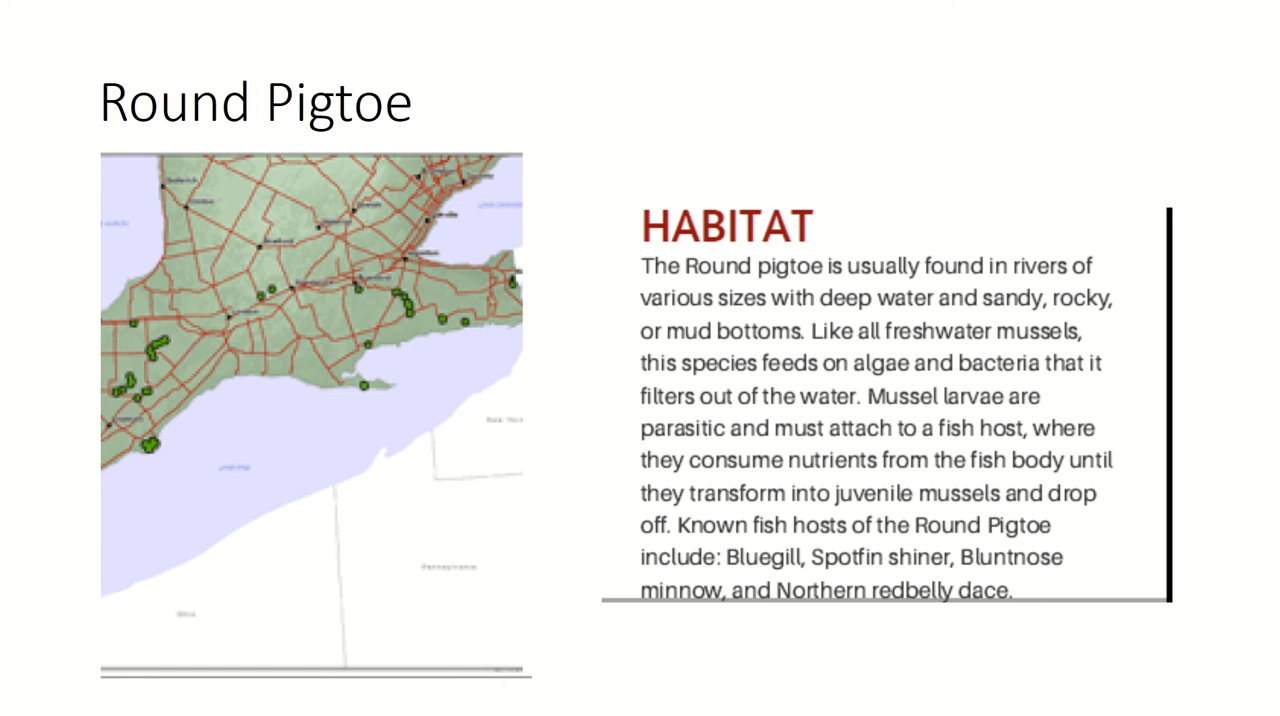 Round Pigtoe
HABITAT
The Round pigtoe is usually found in rivers of
various sizes with deep water and sandy, rocky,
or mud bottoms. Like all freshwater mussels,
this species feeds on algae and bacteria that it
filters out of the water. Mussel larvae are
parasitic and must attach to a fish host, where
they consume nutrients from the fish body until
they transform into juvenile mussels and drop
off. Known fish hosts of the Round Pigtoe
include: Bluegill, Spotfin shiner, Bluntnose
minnow, and Northern redbelly dace.
Pennsylvania